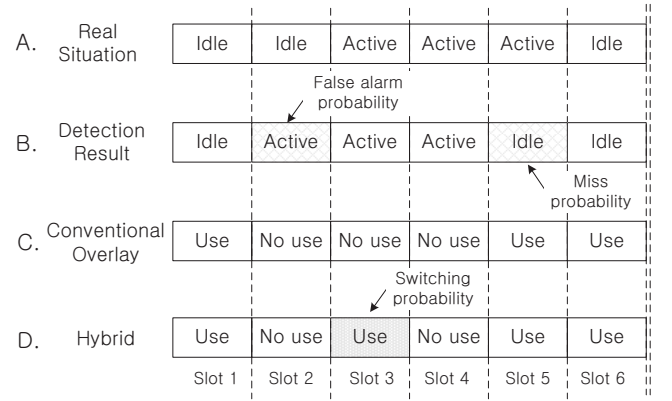 A. Real Situation Idle Idle Active Active Active Idle
False alarm probability
B. Detection Result Idle Active Active Active Idle Idle
Miss probability
C. Conventional Overlay Use No use No use No use Use Use
Switching probability
D. Hybrid Use No use Use No use Use Use
Slot 1 Slot 2 Slot 3 Slot 4 Slot 5 Slot 6